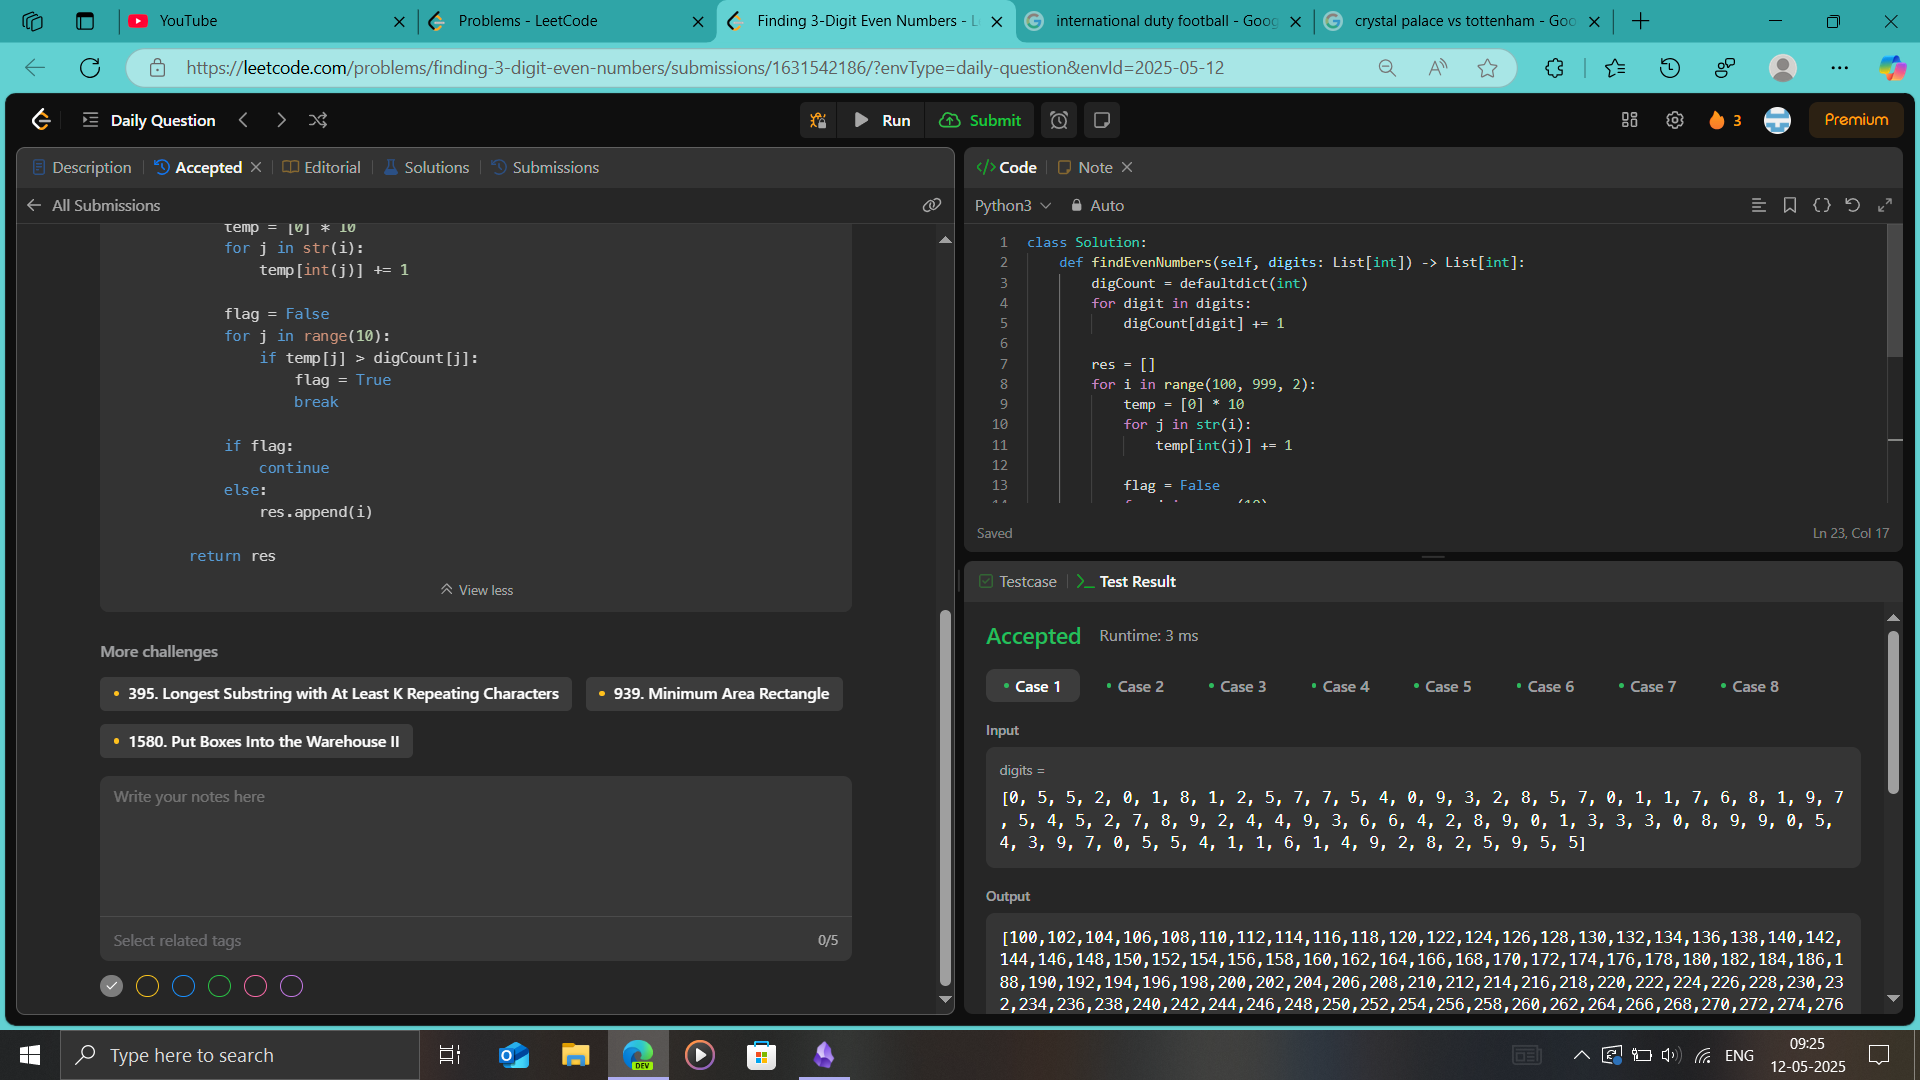 YouTube
Problems - LeetCode
Finding 3-Digit Even Numbers - L
international duty football - Goog
crystal palace vs tottenham - Goo
https://leetcode.com/problems/finding-3-digit-even-numbers/submissions/1631542186/?envType=daily-question&envId=2025-05-12
Daily Question
Run
Submit
3
Premium
Description
Accepted
Editorial
Solutions
Submissions
All Submissions
temp = [0] * 10
for j in str(i):
temp[int(j)] += 1
flag = False
for j in range(10):
if temp[j] > digCount[j]:
flag = True
break
if flag:
continue
else:
res.append(i)
return res
View less
More challenges
395. Longest Substring with At Least K Repeating Characters
939. Minimum Area Rectangle
1580. Put Boxes Into the Warehouse II
Write your notes here
Select related tags
0/5
</> Code
Note
Python3
Auto
1 class Solution:
2 def findEvenNumbers(self, digits: List[int]) -> List[int]:
3 digCount = defaultdict(int)
4 for digit in digits:
5 digCount[digit] += 1
6
7 res = []
8 for i in range(100, 999, 2):
9 temp = [0] * 10
10 for j in str(i):
11 temp[int(j)] += 1
12
13 flag = False
Saved
Ln 23, Col 17
Testcase
Test Result
Accepted
Runtime: 3 ms
Case 1
Case 2
Case 3
Case 4
Case 5
Case 6
Case 7
Case 8
Input
digits =
[0, 5, 5, 2, 0, 1, 8, 1, 2, 5, 7, 7, 5, 4, 0, 9, 3, 2, 8, 5, 7, 0, 1, 1, 7, 6, 8, 1, 9, 7
, 5, 4, 5, 2, 7, 8, 9, 2, 4, 4, 9, 3, 6, 6, 4, 2, 8, 9, 0, 1, 3, 3, 3, 0, 8, 9, 9, 0, 5,
4, 3, 9, 7, 0, 5, 5, 4, 1, 1, 6, 1, 4, 9, 2, 8, 2, 5, 9, 5, 5]
Output
[100,102,104,106,108,110,112,114,116,118,120,122,124,126,128,130,132,134,136,138,140,142,
144,146,148,150,152,154,156,158,160,162,164,166,168,170,172,174,176,178,180,182,184,186,1
88,190,192,194,196,198,200,202,204,206,208,210,212,214,216,218,220,222,224,226,228,230,23
2,234,236,238,240,242,244,246,248,250,252,254,256,258,260,262,264,266,268,270,272,274,276
Type here to search
DEV
ENG
09:25
12-05-2025